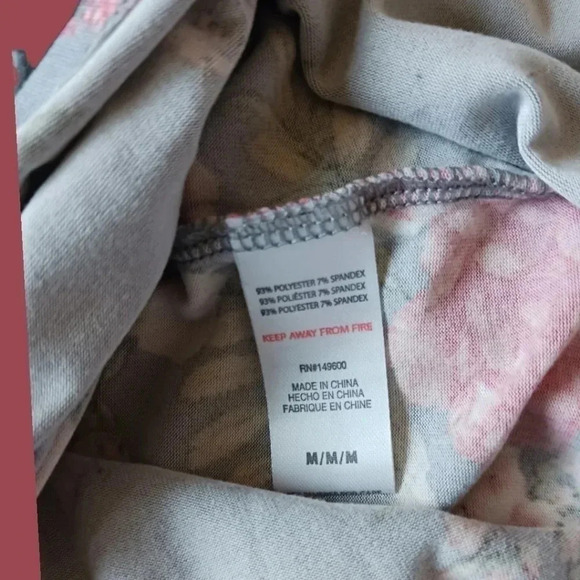 93% POLYESTER 7% SPANDEX
93% POLIÉSTER 7% SPANDEX
93% POLYESTER 7% SPANDEX
KEEP AWAY FROM FIRE
RN#149600
MADE IN CHINA
HECHO EN CHINA
FABRIQUE EN CHINE
M/M/M